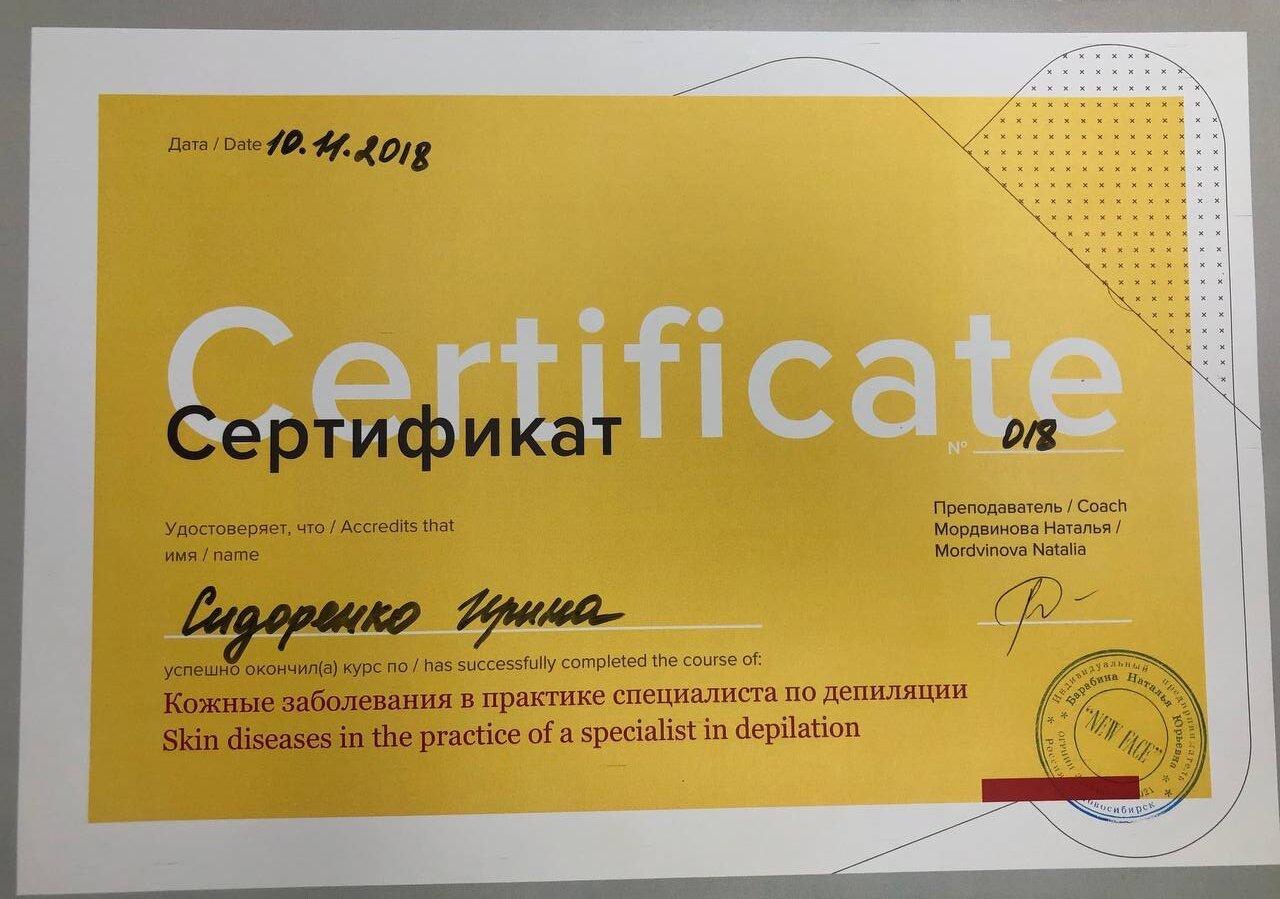 Дата / Date 10.11.2018
Certificate
Сертификат
№ 018
Удостоверяет, что / Accredits that
имя / name
Сидоренко Ирина
успешно окончил(а) курс по / has successfully completed the course of:
Кожные заболевания в практике специалиста по депиляции
Skin diseases in the practice of a specialist in depilation
Преподаватель / Coach
Мордвинова Наталья /
Mordvinova Natalia
Индивидуальный предприниматель
Барабина Наталья Юрьевна
"NEW FACE"